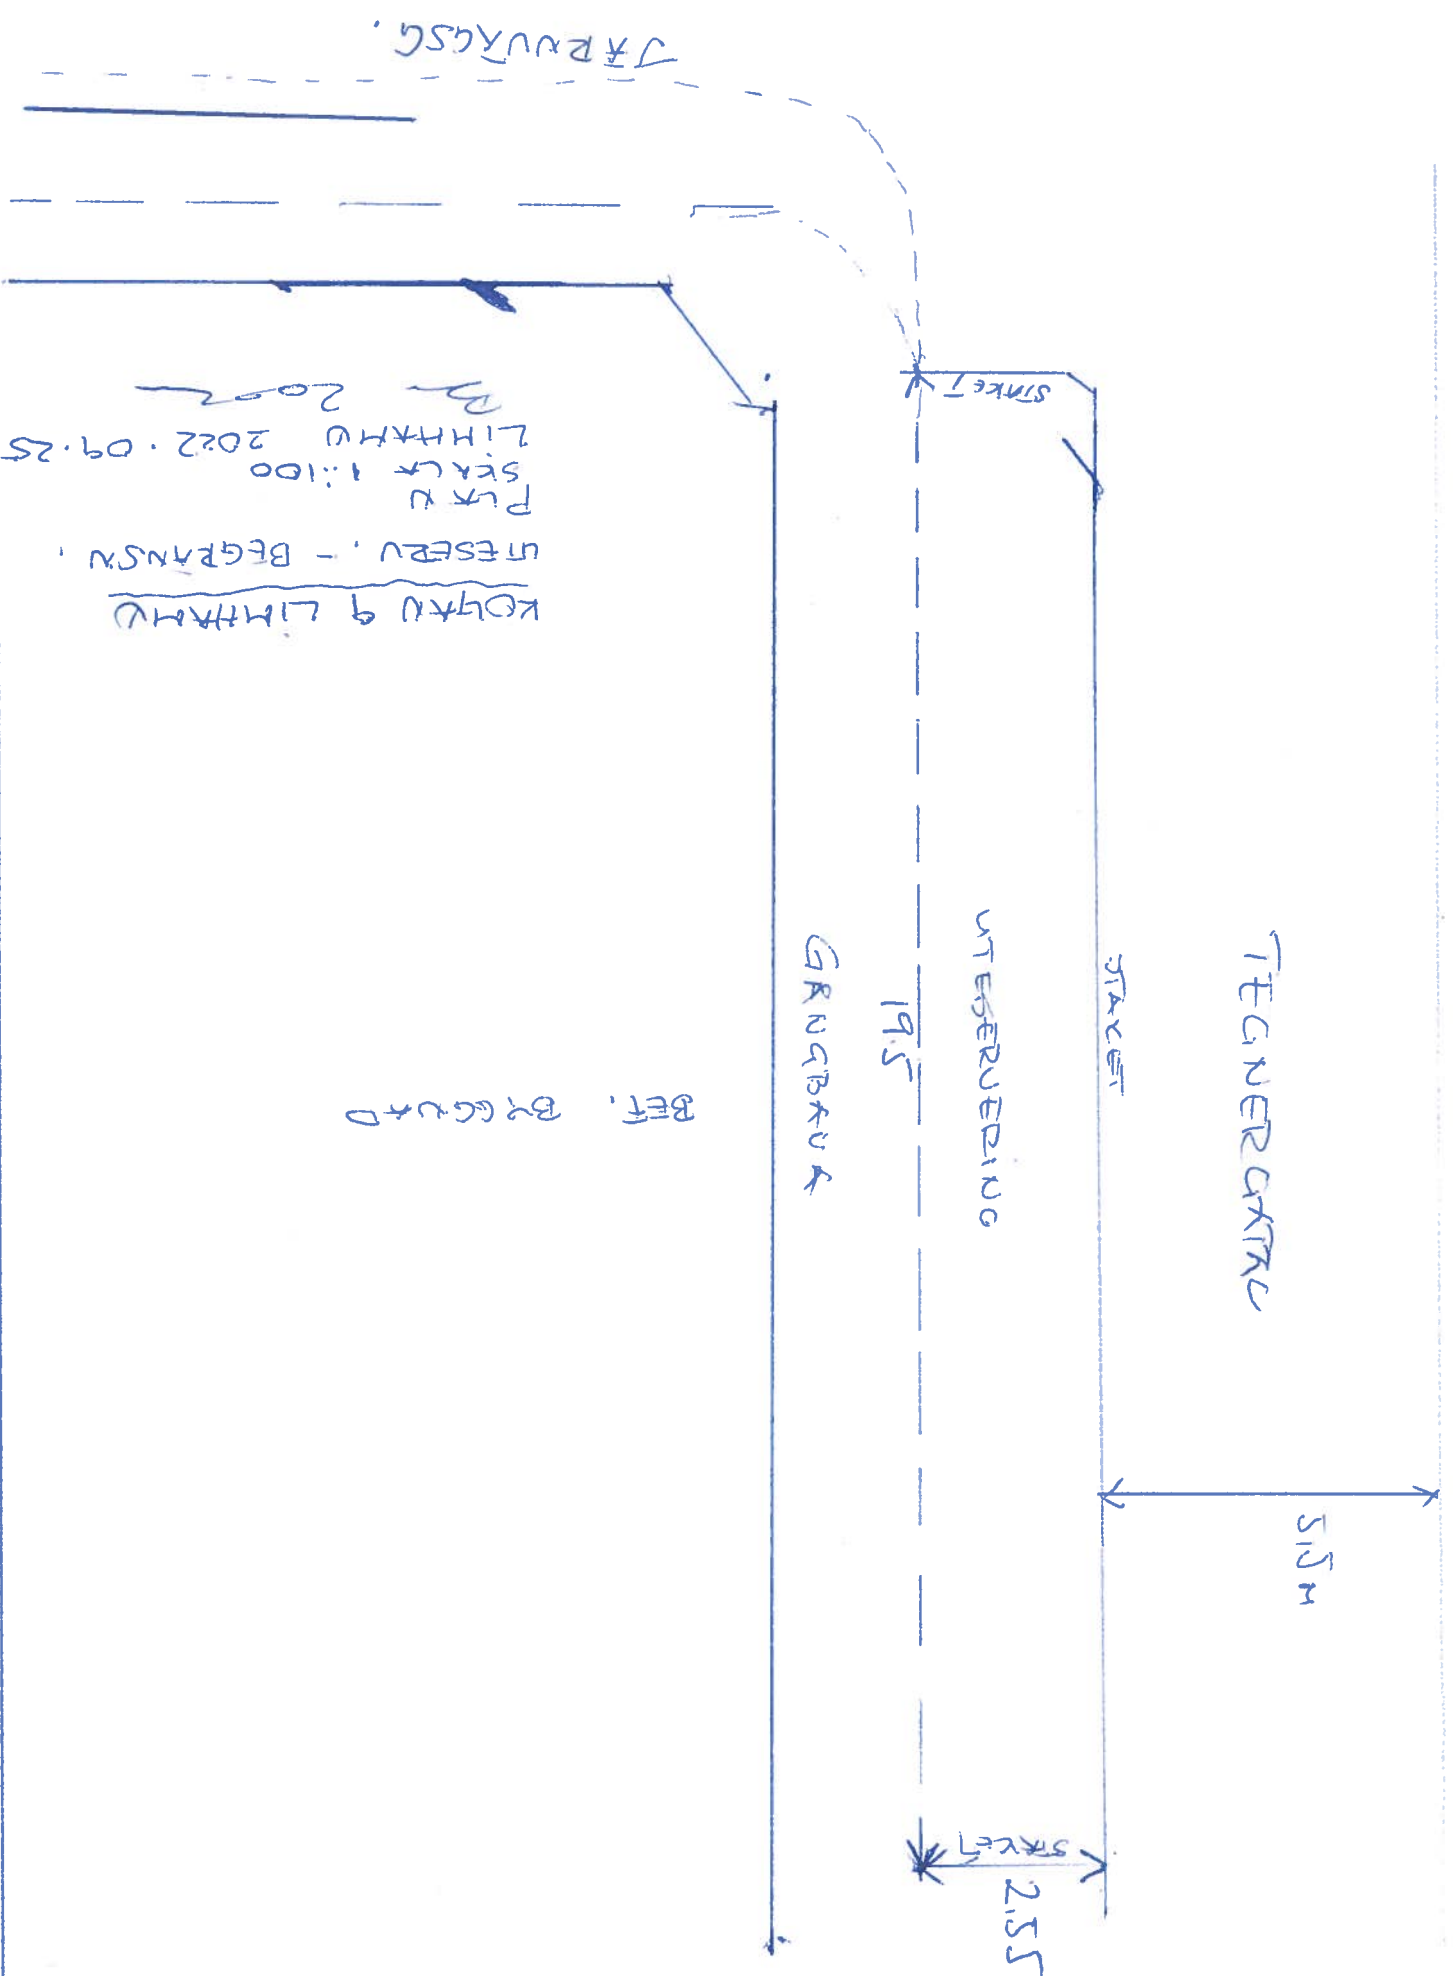 JÄRNVÄGSG.
KOLJAN 9 LIMHAMN
UTESERV. - BEGRÄNSN.
PLAN
SKALA 1:100
LIMHAMN 2022.09.25
BEF. BYGGNAD
GÅNGBANA
19.5
UTESERVERING
STAKET
STAKET
STAKET
TEGNERGATAN
5,5 M
2,55